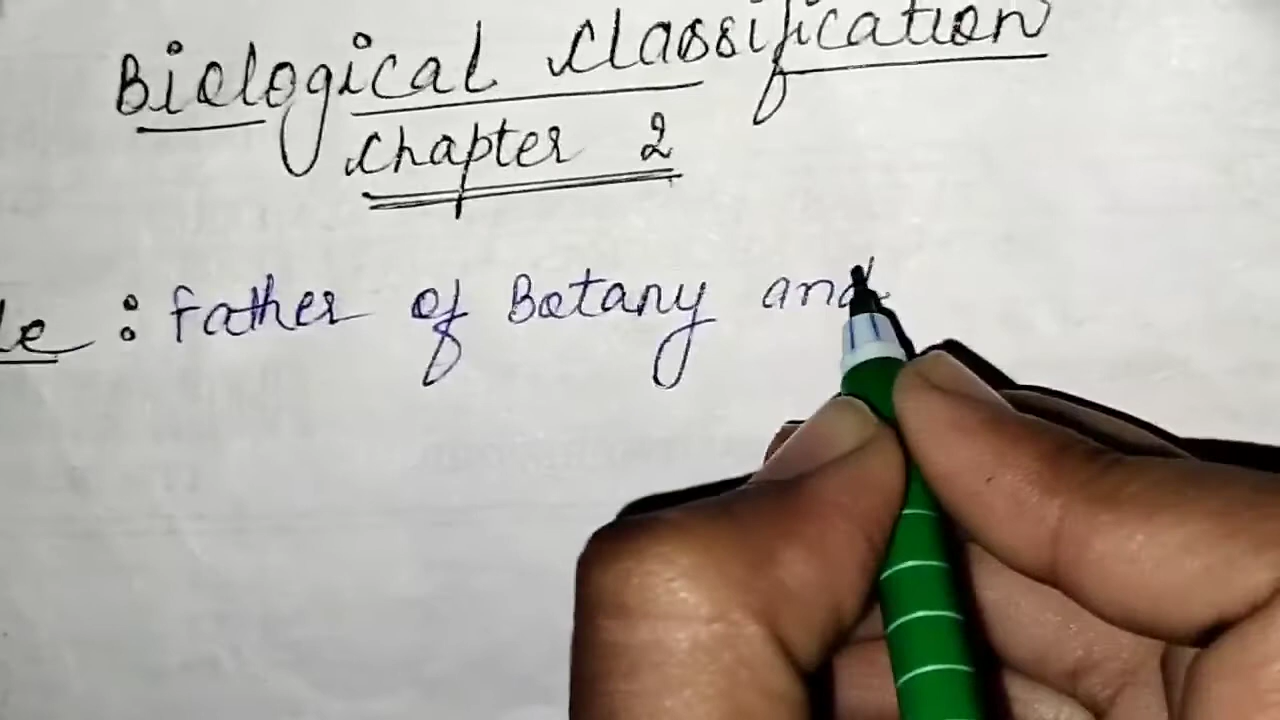 Biological Classification
Chapter 2
le : Father of Botany and